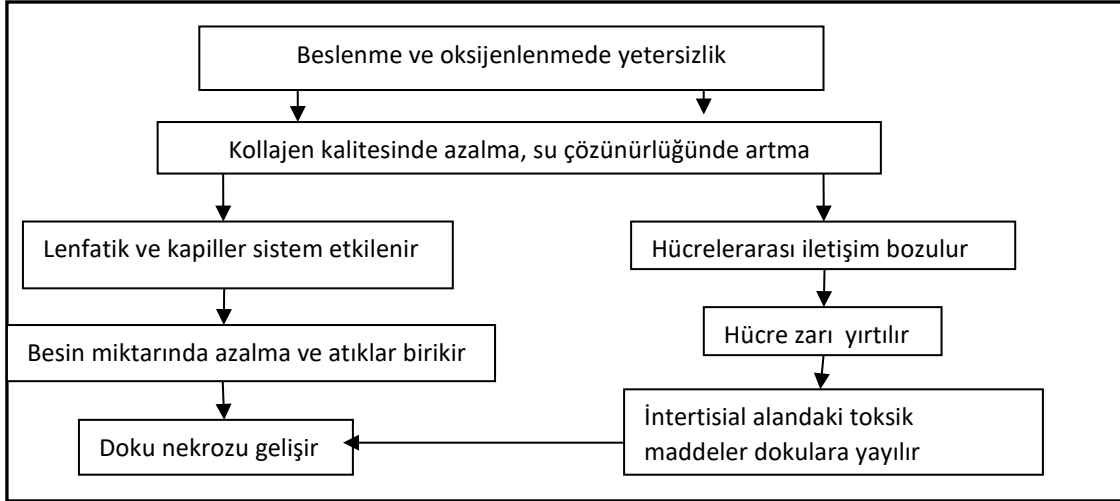 Beslenme ve oksijenlenmede yetersizlik
Kollajen kalitesinde azalma, su çözünürlüğünde artma
Lenfatik ve kapiller sistem etkilenir
Hücrelerarası iletişim bozulur
Besin miktarında azalma ve atıklar birikir
Hücre zarı yırtılır
Doku nekrozu gelişir
İntertisial alandaki toksik
maddeler dokulara yayılır